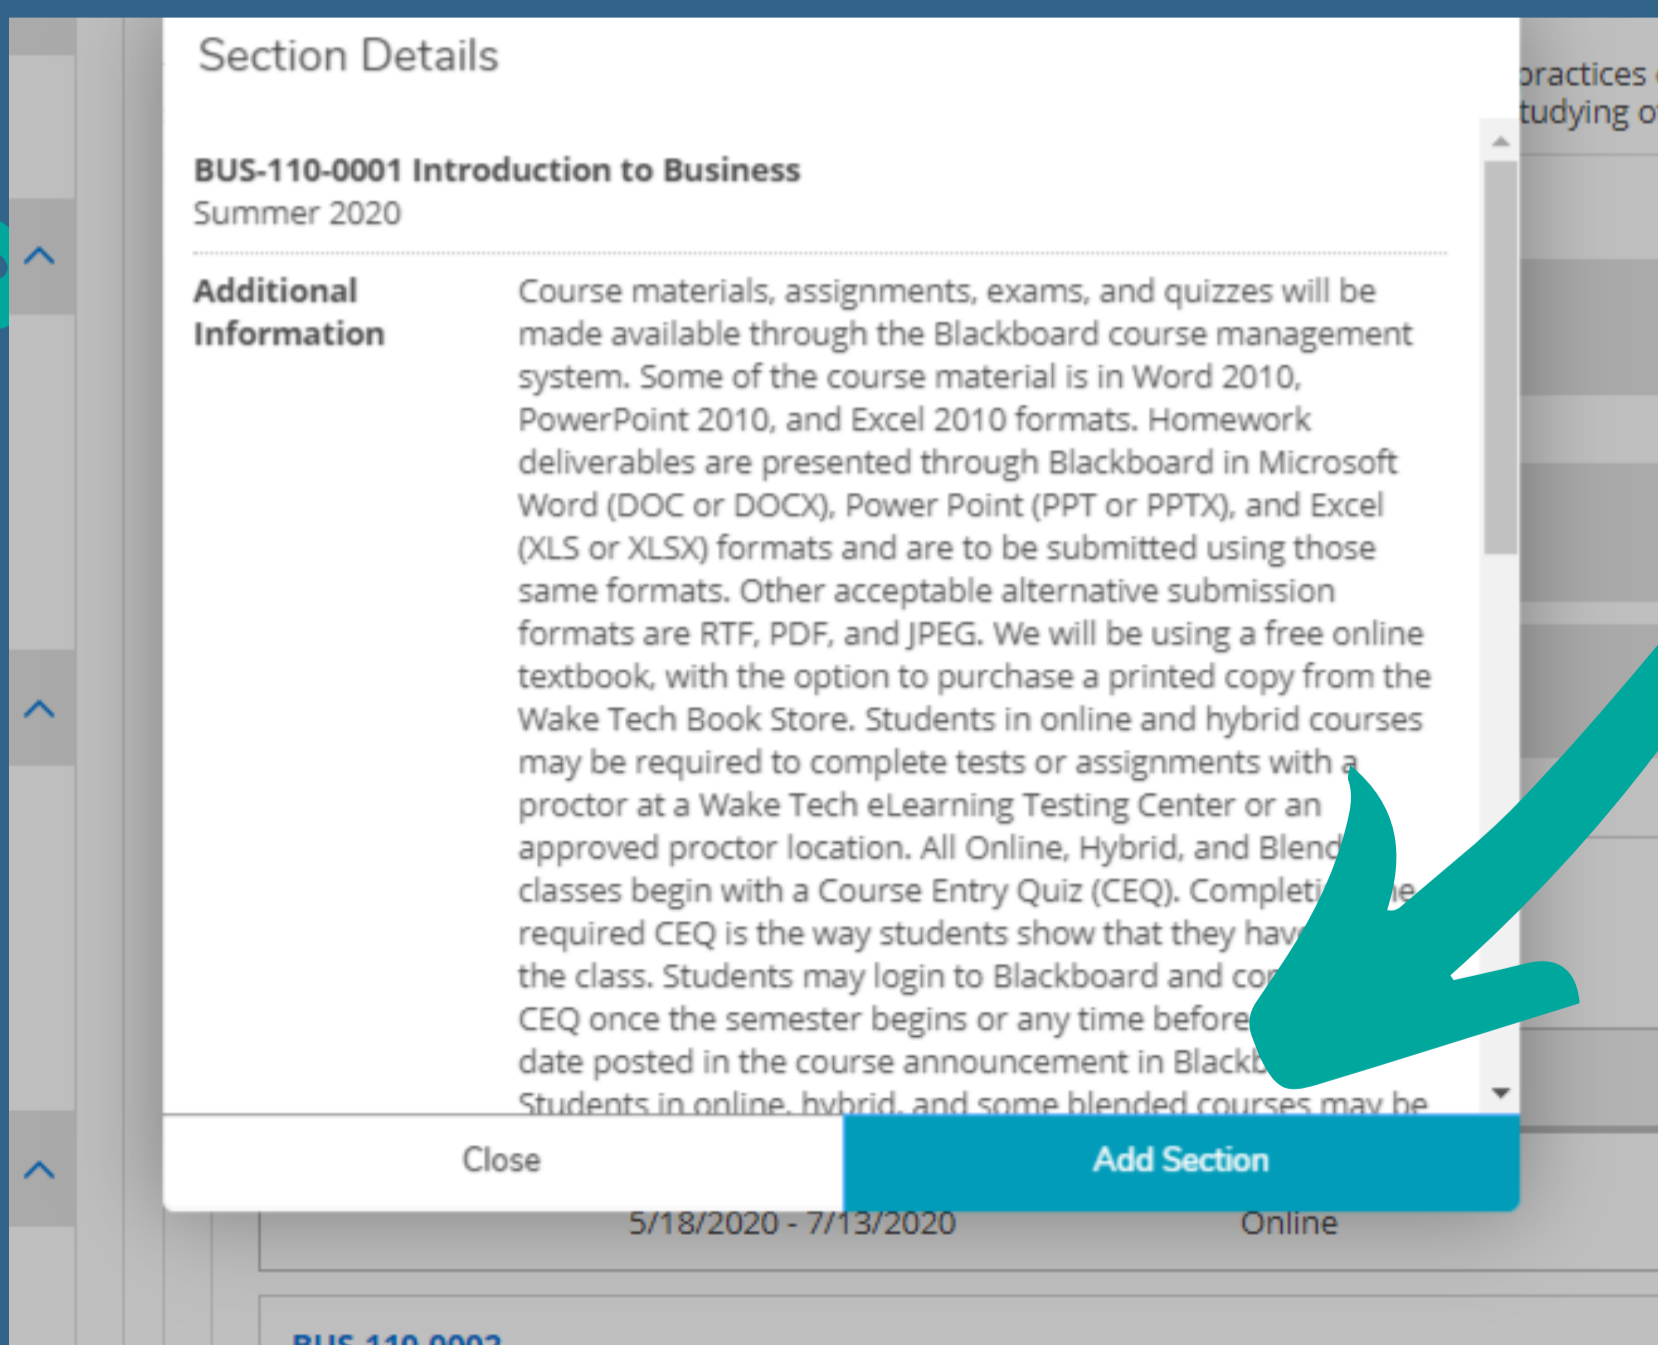 Section Details
practices
tudying
BUS-110-0001 Introduction to Business
Summer 2020
Additional
Information
Course materials, assignments, exams, and quizzes will be
made available through the Blackboard course management
system. Some of the course material is in Word 2010,
PowerPoint 2010, and Excel 2010 formats. Homework
deliverables are presented through Blackboard in Microsoft
Word (DOC or DOCX), Power Point (PPT or PPTX), and Excel
(XLS or XLSX) formats and are to be submitted using those
same formats. Other acceptable alternative submission
formats are RTF, PDF, and JPEG. We will be using a free online
textbook, with the option to purchase a printed copy from the
Wake Tech Book Store. Students in online and hybrid courses
may be required to complete tests or assignments with a
proctor at a Wake Tech eLearning Testing Center or an
approved proctor location. All Online, Hybrid, and Blend
classes begin with a Course Entry Quiz (CEQ). Completi
required CEQ is the way students show that they hav
the class. Students may login to Blackboard and co
CEQ once the semester begins or any time before
date posted in the course announcement in Blackb
Students in online, hybrid, and some blended courses may be
Close
Add Section
5/18/2020 - 7/13/2020
Online
BUS-110-0002